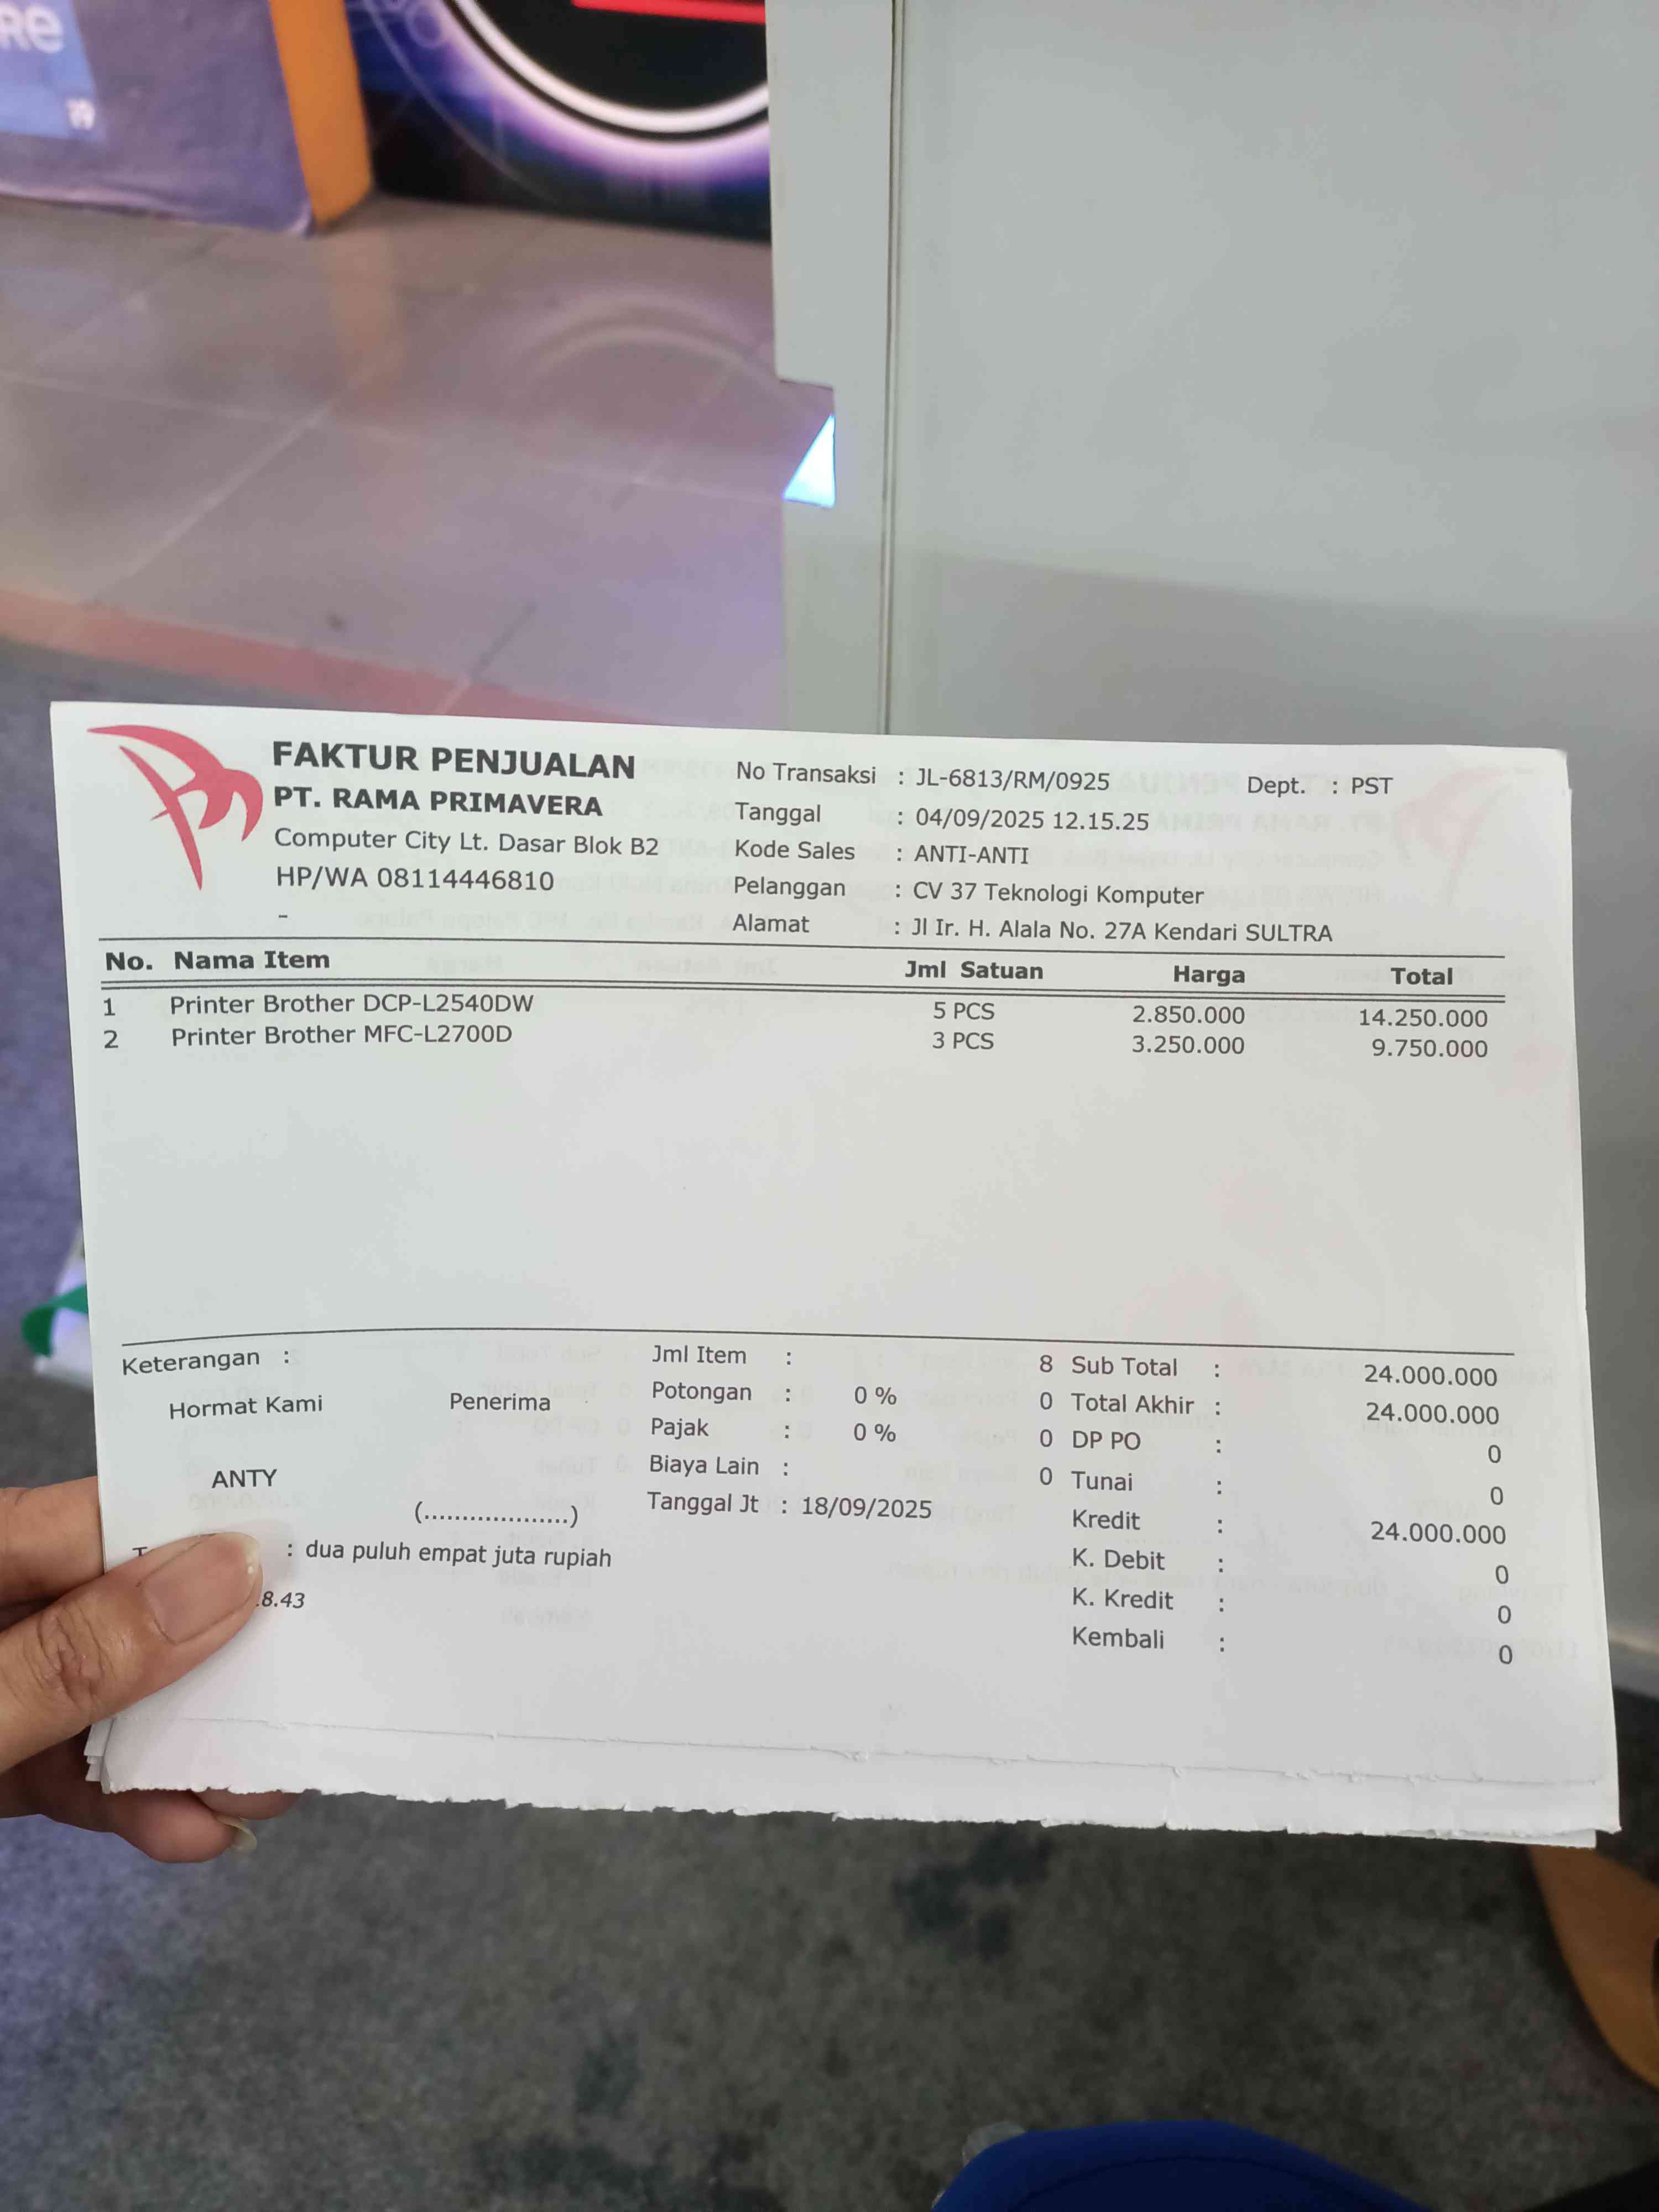 FAKTUR PENJUALAN
PT. RAMA PRIMAVERA
Computer City Lt. Dasar Blok B2
HP/WA 08114446810
-
No Transaksi : JL-6813/RM/0925 Dept. : PST
Tanggal : 04/09/2025 12.15.25
Kode Sales : ANTI-ANTI
Pelanggan : CV 37 Teknologi Komputer
Alamat : Jl Ir. H. Alala No. 27A Kendari SULTRA
No. Nama Item Jml Satuan Harga Total
1 Printer Brother DCP-L2540DW 5 PCS 2.850.000 14.250.000
2 Printer Brother MFC-L2700D 3 PCS 3.250.000 9.750.000
Keterangan :
Hormat Kami Penerima
ANTY
(...................)
: dua puluh empat juta rupiah
8.43
Jml Item : 8
Potongan : 0 % 0
Pajak : 0 % 0
Biaya Lain : 0
Tanggal Jt : 18/09/2025
Sub Total : 24.000.000
Total Akhir : 24.000.000
DP PO : 0
Tunai : 0
Kredit : 24.000.000
K. Debit : 0
K. Kredit : 0
Kembali : 0